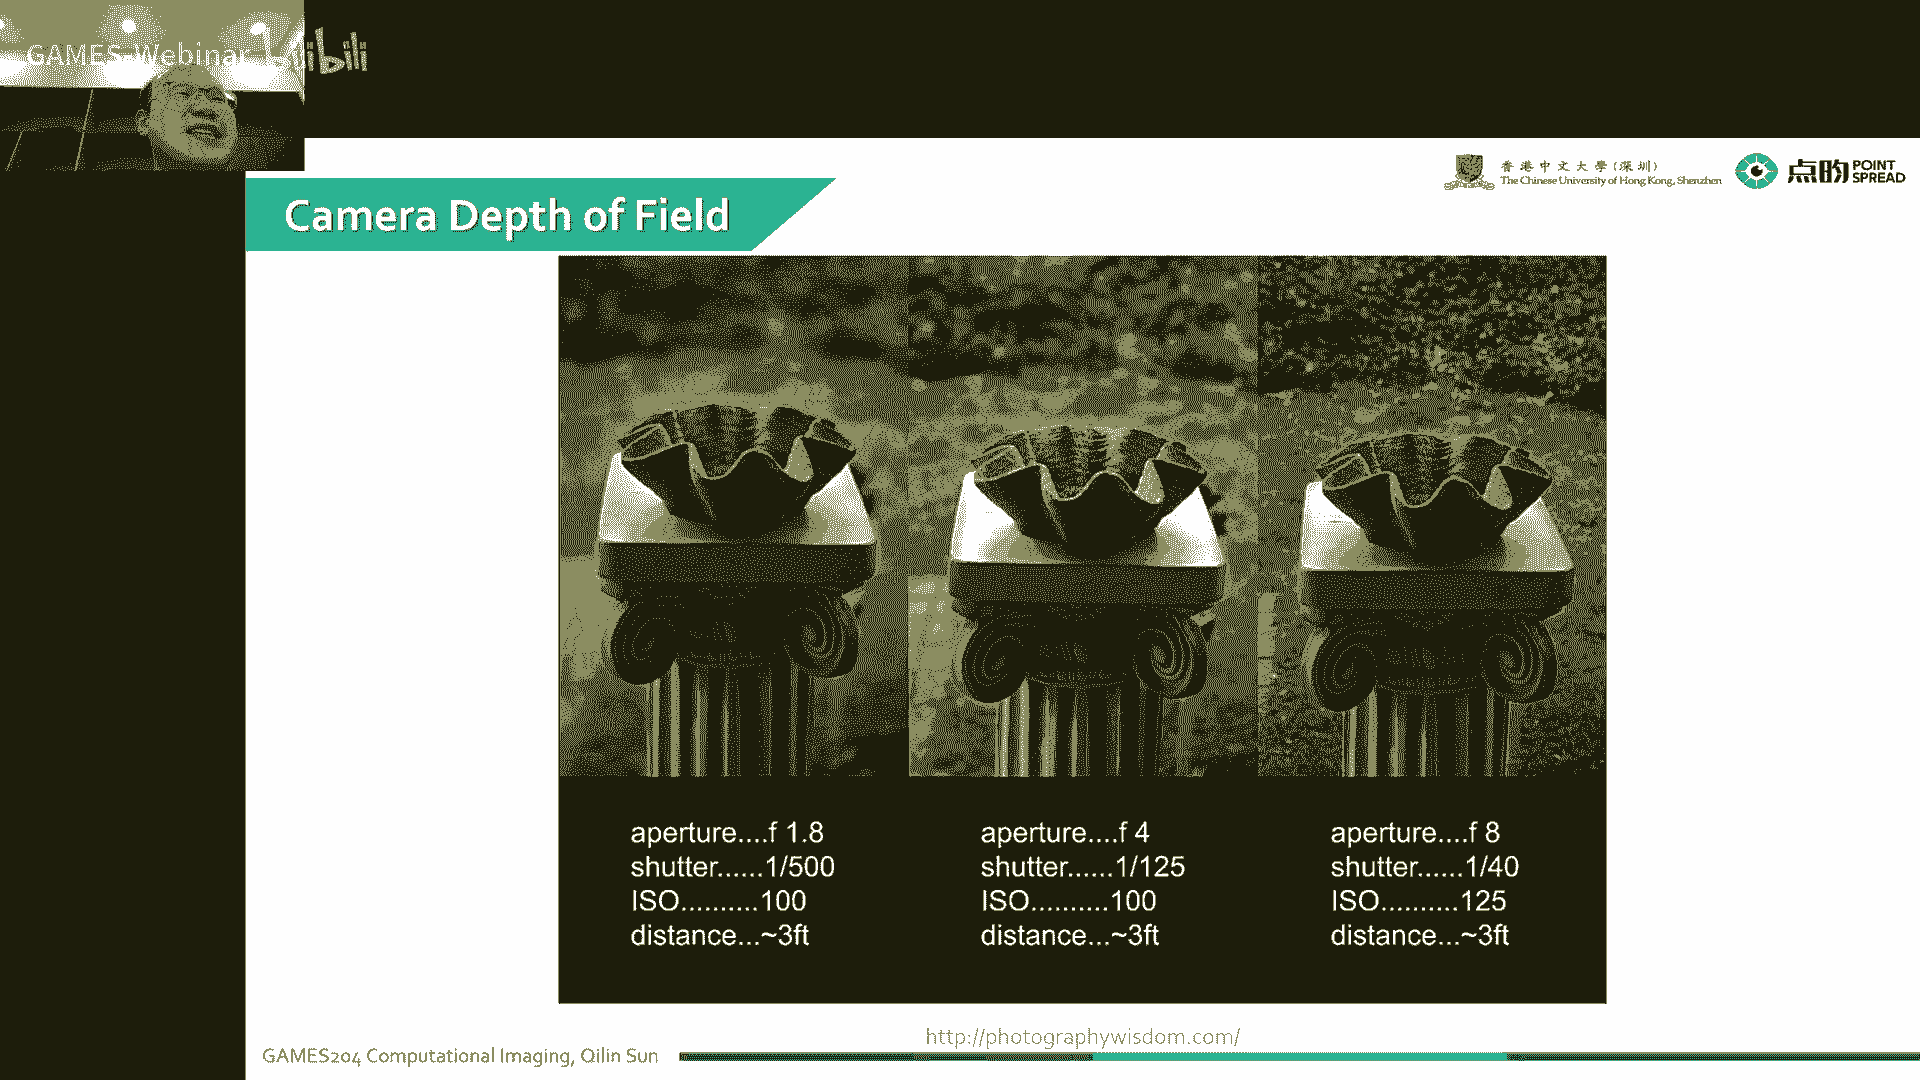 GAMES-Webinar bilibili
香港中文大學(深圳)
The Chinese University of Hong Kong, Shenzhen
点昀 POINT SPREAD
Camera Depth of Field
aperture....f 1.8
shutter......1/500
ISO..........100
distance...~3ft
aperture....f 4
shutter......1/125
ISO..........100
distance...~3ft
aperture....f 8
shutter......1/40
ISO..........125
distance...~3ft
http://photographywisdom.com/
GAMES204 Computational Imaging, Qilin Sun